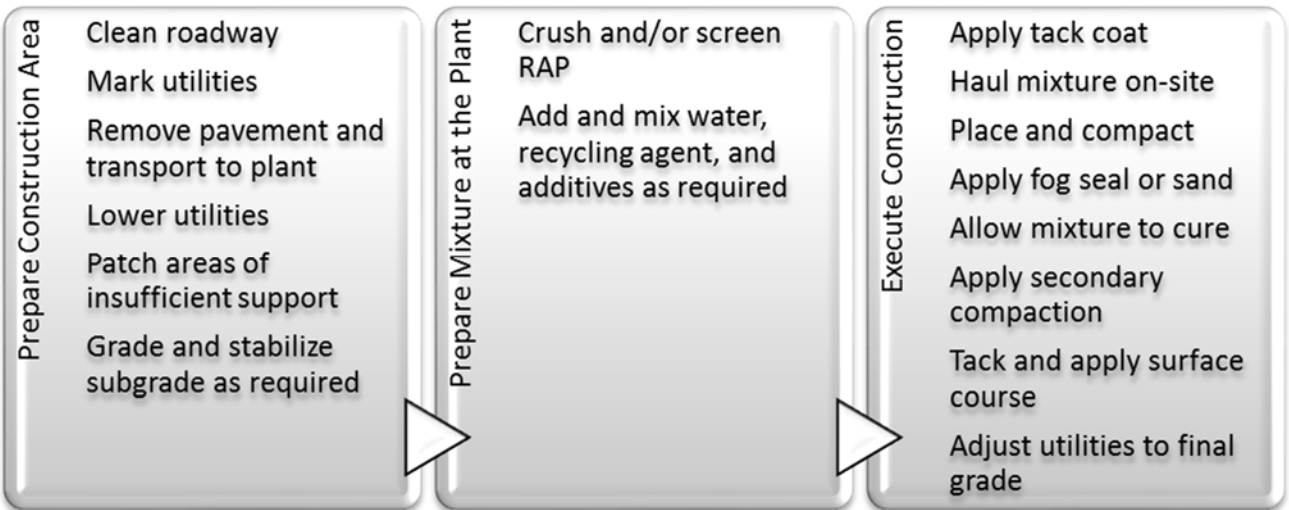 Prepare Construction Area
Clean roadway
Mark utilities
Remove pavement and
transport to plant
Lower utilities
Patch areas of
insufficient support
Grade and stabilize
subgrade as required
Prepare Mixture at the Plant
Crush and/or screen
RAP
Add and mix water,
recycling agent, and
additives as required
Execute Construction
Apply tack coat
Haul mixture on-site
Place and compact
Apply fog seal or sand
Allow mixture to cure
Apply secondary
compaction
Tack and apply surface
course
Adjust utilities to final
grade